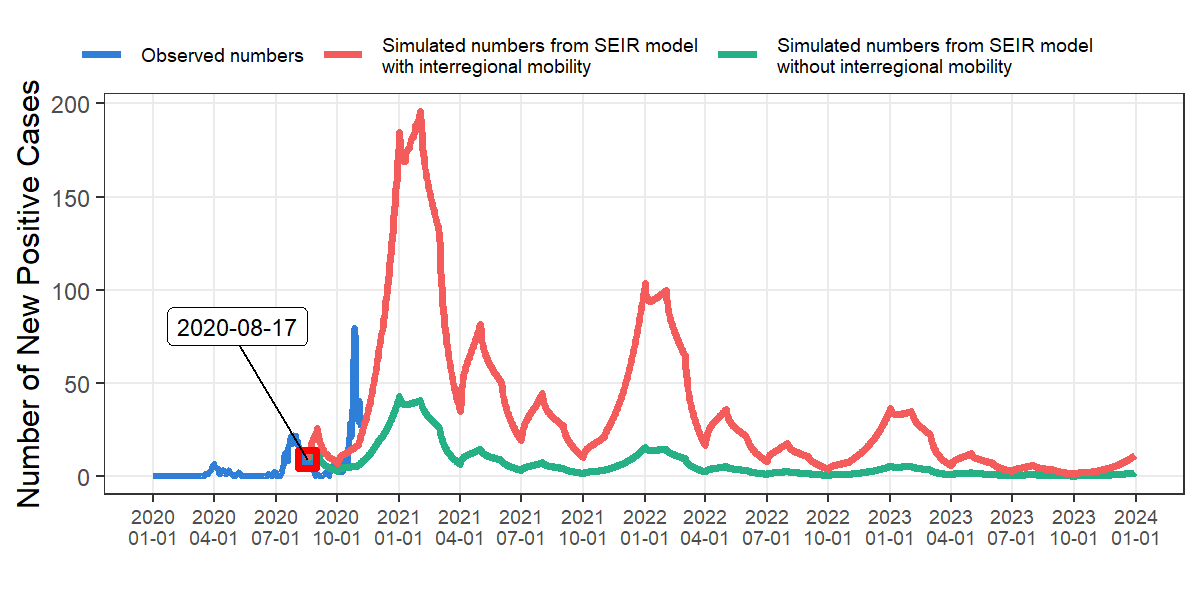 Observed numbers
Simulated numbers from SEIR model
with interregional mobility
Simulated numbers from SEIR model
without interregional mobility
Number of New Positive Cases
200
150
100
50
0
2020-08-17
2020 2020 2020 2020 2021 2021 2021 2021 2022 2022 2022 2022 2023 2023 2023 2023 2024
01-01 04-01 07-01 10-01 01-01 04-01 07-01 10-01 01-01 04-01 07-01 10-01 01-01 04-01 07-01 10-01 01-01